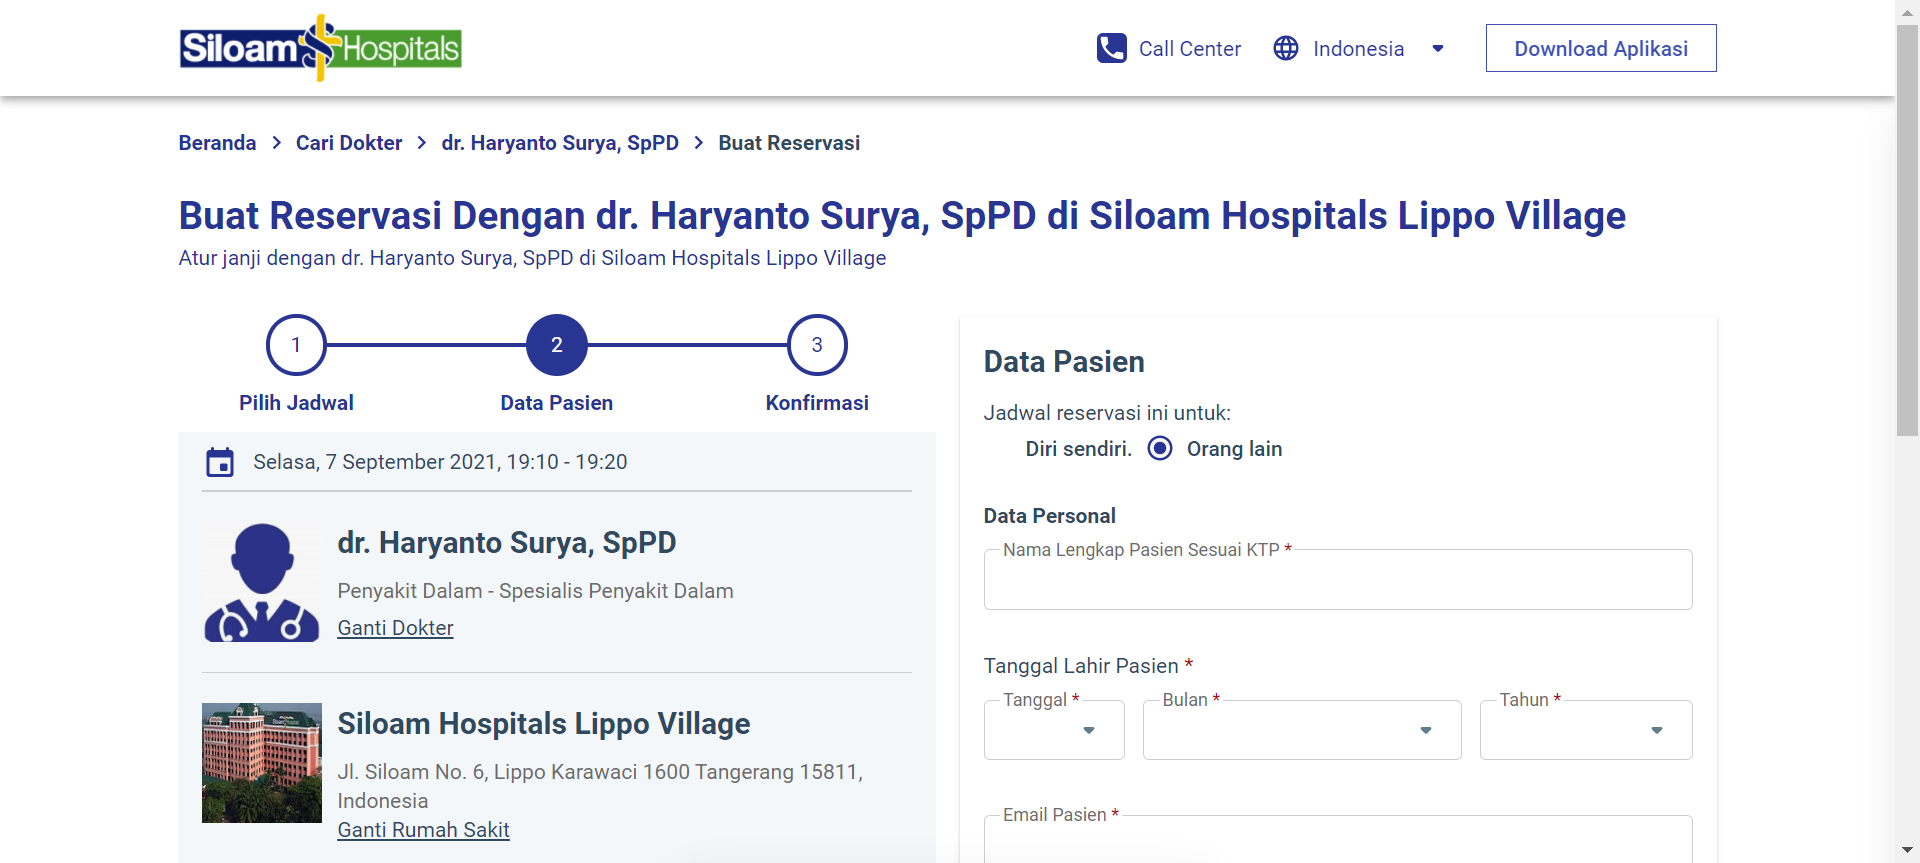 Siloam Hospitals
Call Center
Indonesia
Download Aplikasi
Beranda > Cari Dokter > dr. Haryanto Surya, SpPD > Buat Reservasi
Buat Reservasi Dengan dr. Haryanto Surya, SpPD di Siloam Hospitals Lippo Village
Atur janji dengan dr. Haryanto Surya, SpPD di Siloam Hospitals Lippo Village
1
2
3
Pilih Jadwal
Data Pasien
Konfirmasi
Selasa, 7 September 2021, 19:10 - 19:20
dr. Haryanto Surya, SpPD
Penyakit Dalam - Spesialis Penyakit Dalam
Ganti Dokter
Siloam Hospitals Lippo Village
Jl. Siloam No. 6, Lippo Karawaci 1600 Tangerang 15811,
Indonesia
Ganti Rumah Sakit
Data Pasien
Jadwal reservasi ini untuk:
Diri sendiri.
Orang lain
Data Personal
Nama Lengkap Pasien Sesuai KTP *
Tanggal Lahir Pasien *
Tanggal *
Bulan *
Tahun *
Email Pasien *